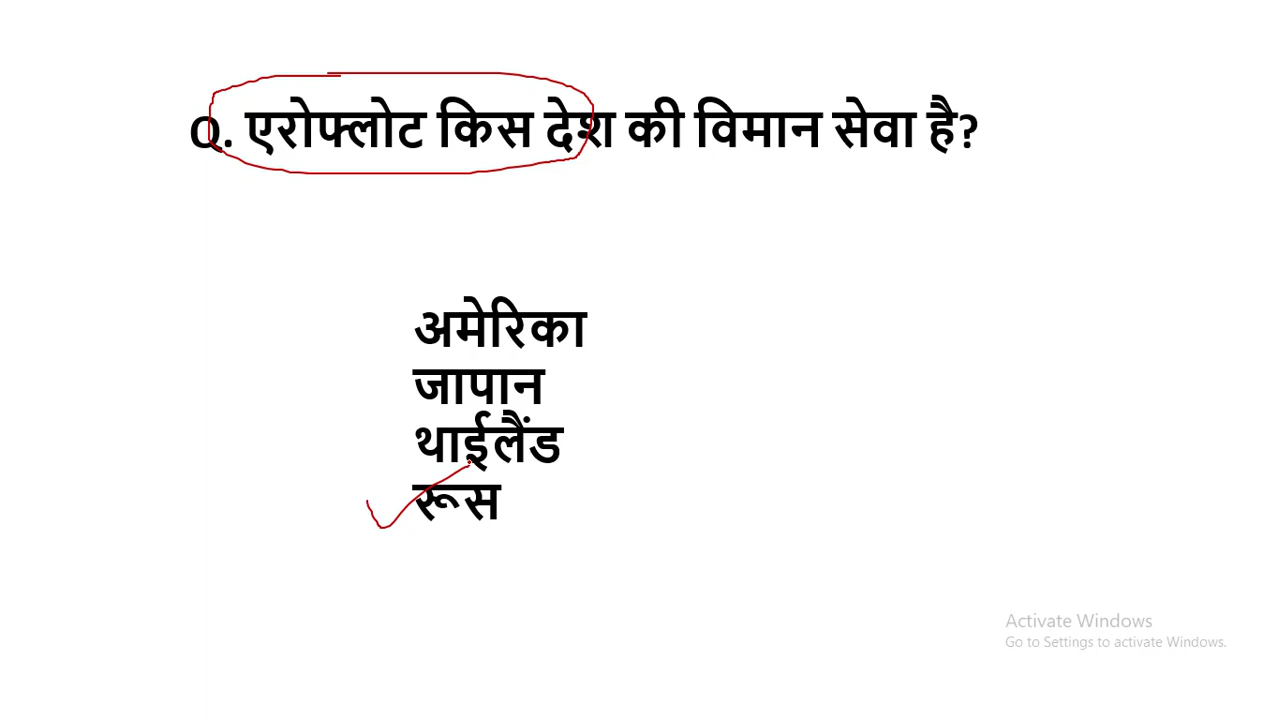 Q. एरोफ्लोट किस देश की विमान सेवा है?
अमेरिका
जापान
थाईलैंड
रूस
Activate Windows
Go to Settings to activate Windows.